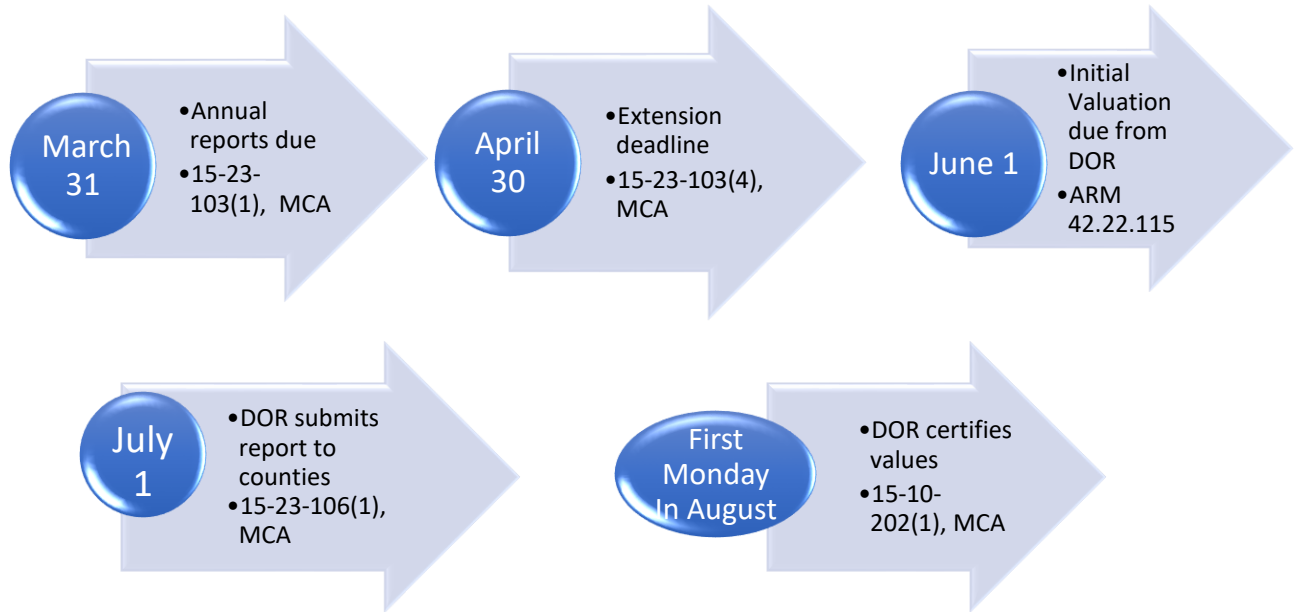 March
31
•Annual
reports due
•15-23-
103(1), MCA
April
30
•Extension
deadline
•15-23-103(4),
MCA
June 1
•Initial
Valuation
due from
DOR
•ARM
42.22.115
July
1
•DOR submits
report to
counties
•15-23-106(1),
MCA
First
Monday
In August
•DOR certifies
values
•15-10-
202(1), MCA